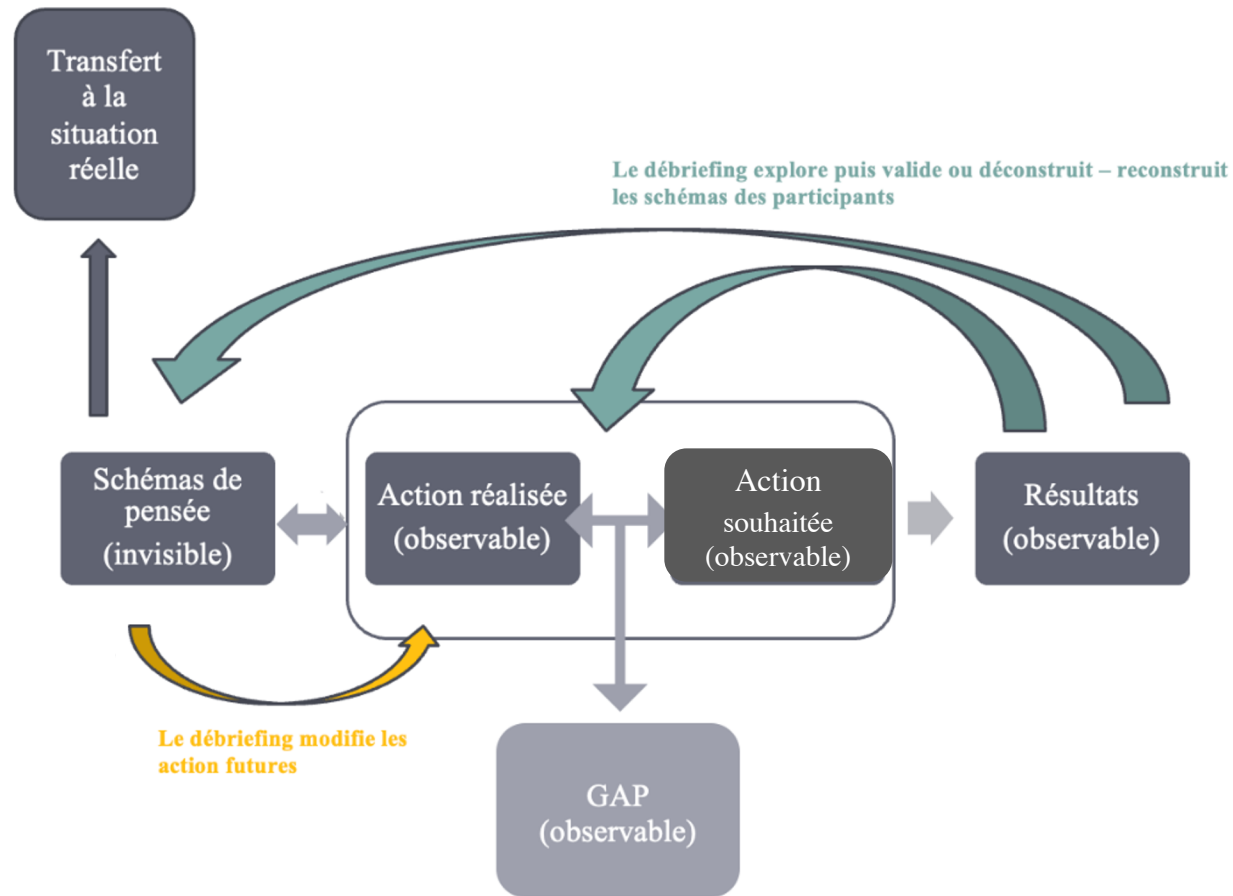 Transfert
à la
situation
réelle
Le débriefing explore puis valide ou déconstruit – reconstruit
les schémas des participants
Schémas de
pensée
(invisible)
Action réalisée
(observable)
Action
souhaitée
(observable)
Résultats
(observable)
Le débriefing modifie les
action futures
GAP
(observable)